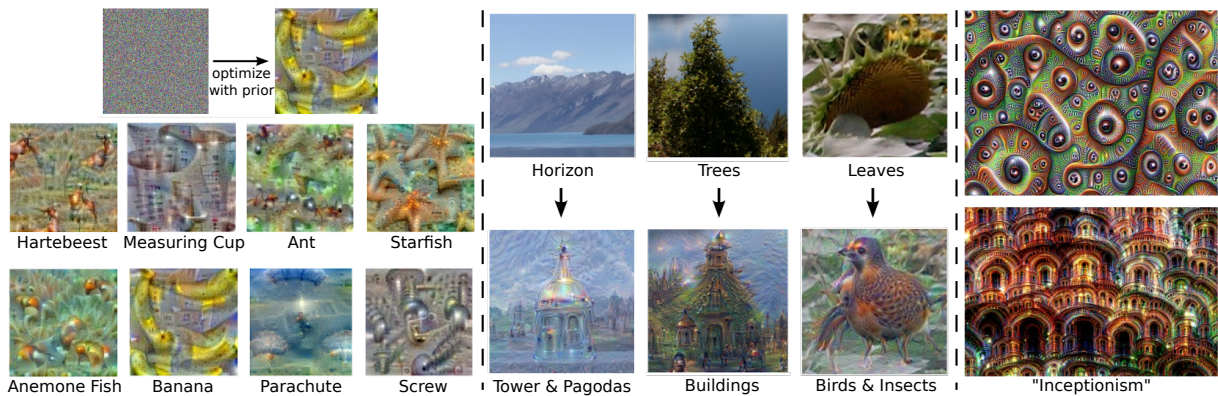 optimize
with prior
Hartebeest
Measuring Cup
Ant
Starfish
Anemone Fish
Banana
Parachute
Screw
Horizon
Trees
Leaves
Tower & Pagodas
Buildings
Birds & Insects
"Inceptionism"